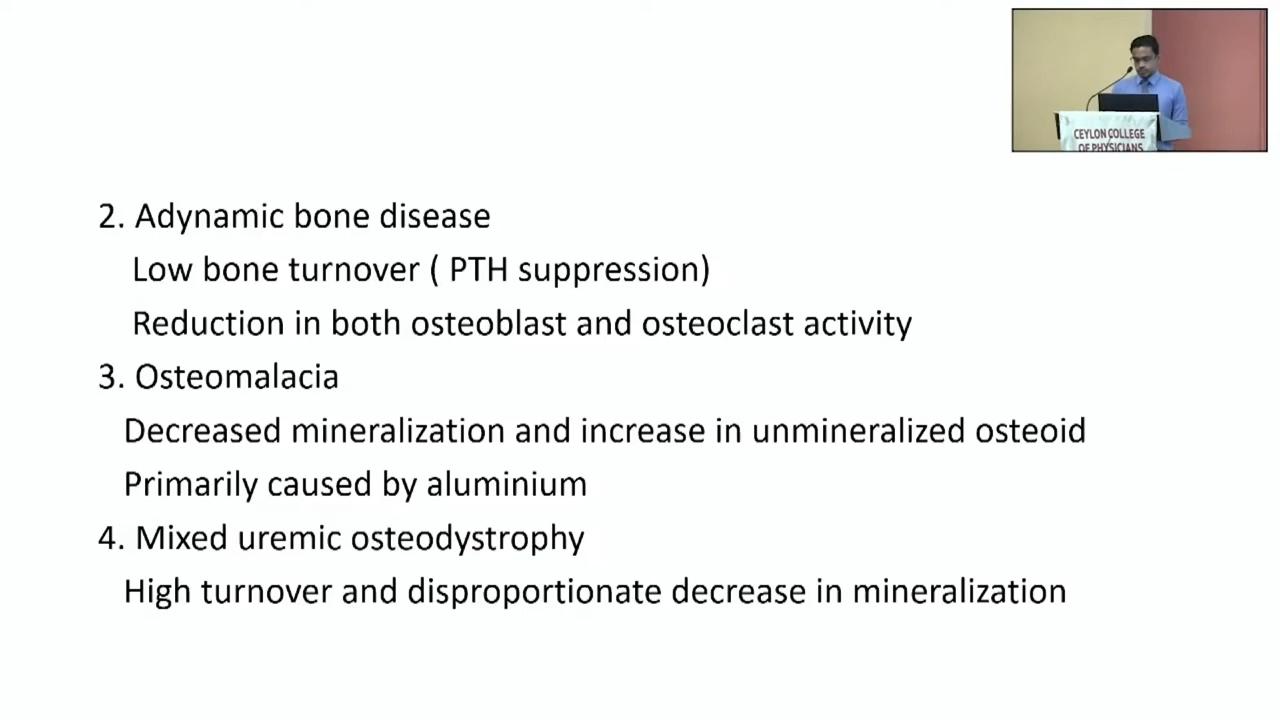 CEYLON COLLEGE
OF PHYSICIANS
2. Adynamic bone disease
Low bone turnover ( PTH suppression)
Reduction in both osteoblast and osteoclast activity
3. Osteomalacia
Decreased mineralization and increase in unmineralized osteoid
Primarily caused by aluminium
4. Mixed uremic osteodystrophy
High turnover and disproportionate decrease in mineralization